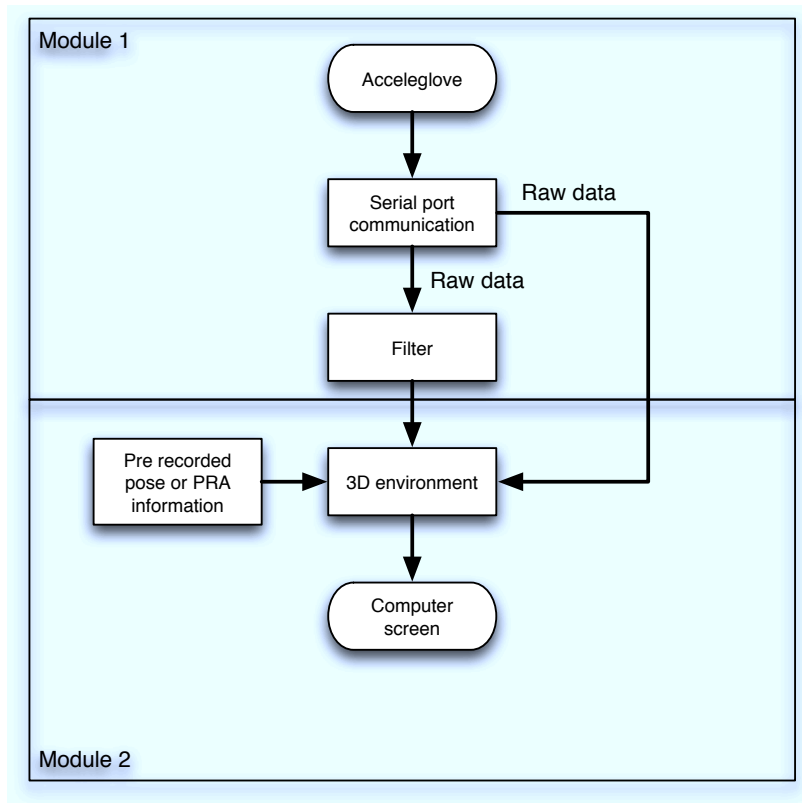 Module 1
Acceleglove
Serial port
communication
Raw data
Raw data
Filter
Pre recorded
pose or PRA
information
3D environment
Computer
screen
Module 2